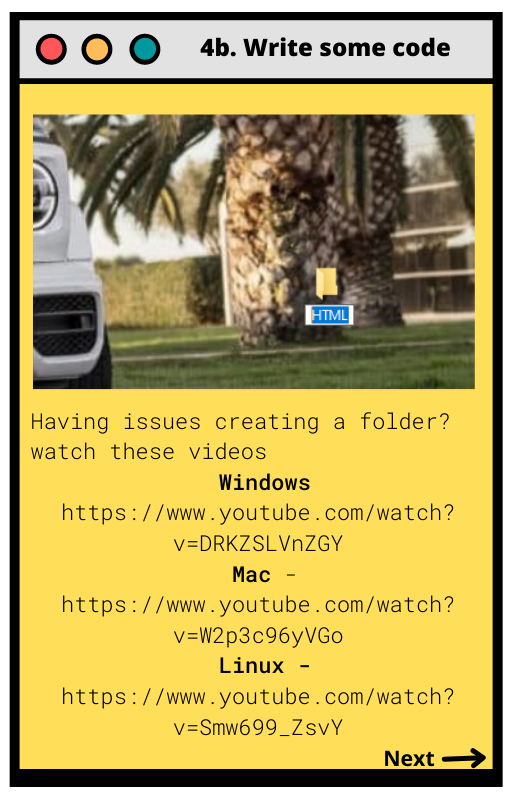 4b. Write some code
HTML
Having issues creating a folder?
watch these videos
Windows
https://www.youtube.com/watch?
v=DRKZSLVnZGY
Mac -
https://www.youtube.com/watch?
v=W2p3c96yVGo
Linux -
https://www.youtube.com/watch?
v=Smw699_ZsvY
Next